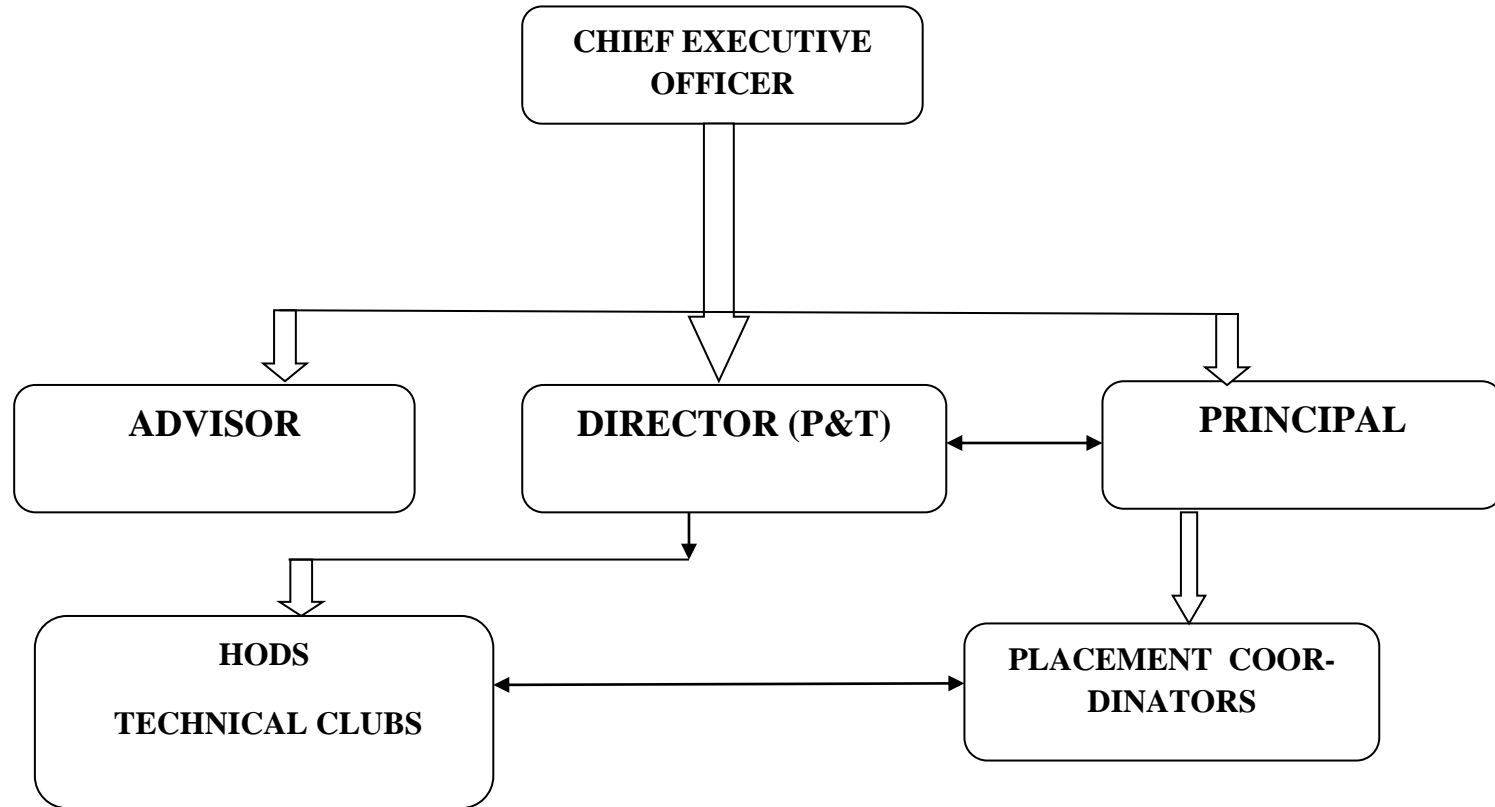 CHIEF EXECUTIVE
OFFICER
ADVISOR
DIRECTOR (P&T)
PRINCIPAL
HODS
TECHNICAL CLUBS
PLACEMENT COOR-
DINATORS